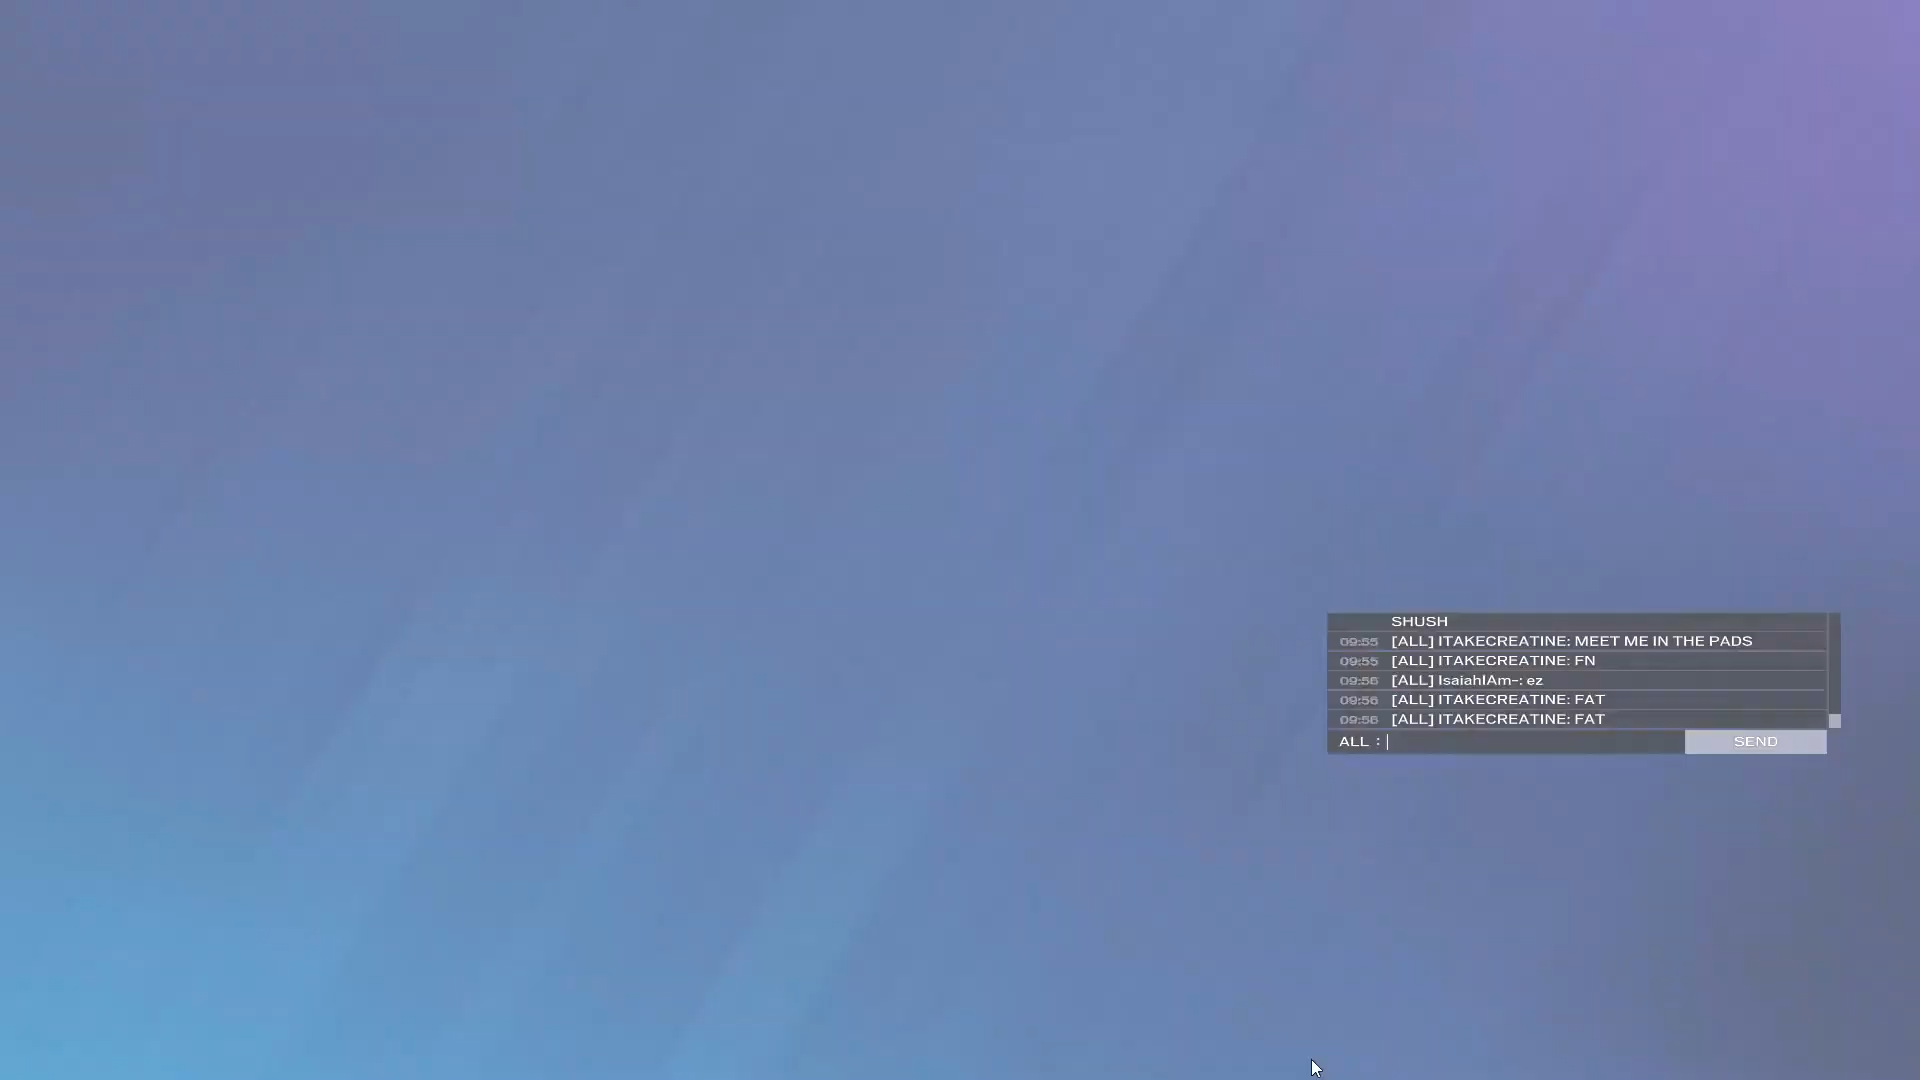 SHUSH
09:55 [ALL] ITAKECREATINE: MEET ME IN THE PADS
09:55 [ALL] ITAKECREATINE: FN
09:56 [ALL] IsaiahIAm-: ez
09:56 [ALL] ITAKECREATINE: FAT
09:56 [ALL] ITAKECREATINE: FAT
ALL : SEND